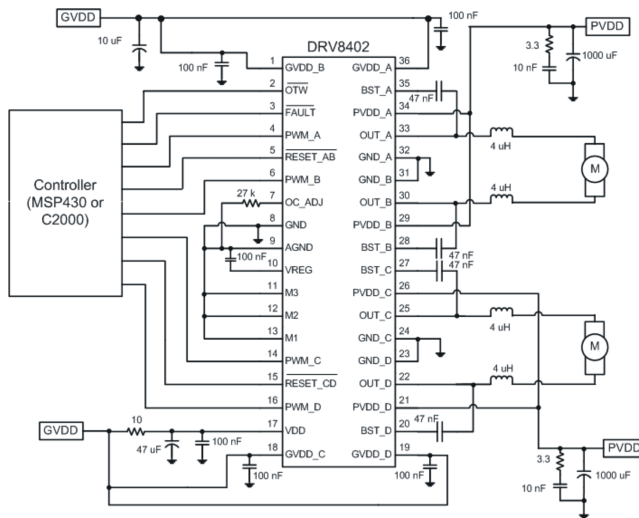 GVDD
PVDD
100 nF
10 uF
DRV8402
3.3
1000 uF
100 nF
10 nF
1 GVDD_B GVDD_A 36
2 OTW BST_A 35
47 nF
3 FAULT PVDD_A 34
4 PWM_A OUT_A 33
4 uH
M
5 RESET_AB GND_A 32
6 PWM_B GND_B 31
Controller
(MSP430 or
C2000)
27 k
7 OC_ADJ OUT_B 30
4 uH
8 GND PVDD_B 29
9 AGND BST_B 28
47 nF
100 nF
47 nF
10 VREG BST_C 27
11 M3 PVDD_C 26
12 M2 OUT_C 25
4 uH
13 M1 GND_C 24
M
14 PWM_C GND_D 23
4 uH
15 RESET_CD OUT_D 22
16 PWM_D PVDD_D 21
47 nF
GVDD
10
17 VDD BST_D 20
PVDD
47 uF
100 nF
18 GVDD_C GVDD_D 19
3.3
1000 uF
100 nF
100 nF
10 nF